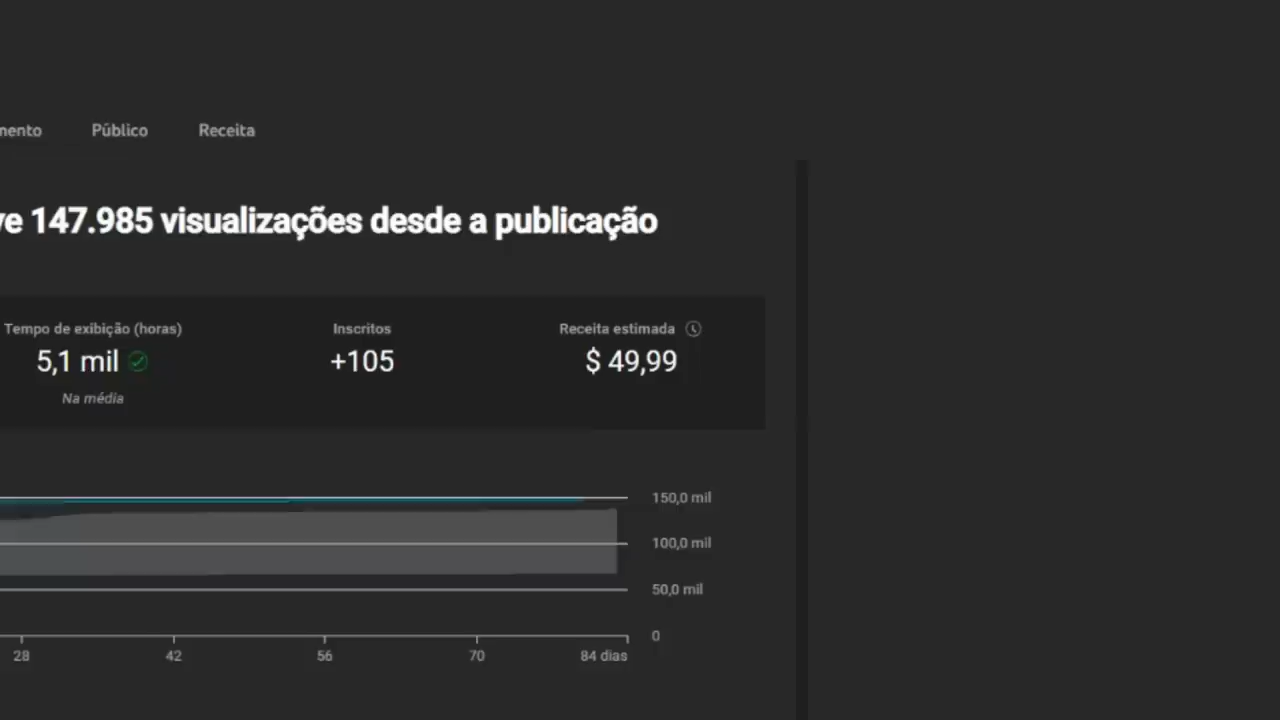 mento Público Receita
ve 147.985 visualizações desde a publicação
Tempo de exibição (horas) Inscritos Receita estimada
5,1 mil +105 $ 49,99
Na média
150,0 mil
100,0 mil
50,0 mil
0
28 42 56 70 84 dias